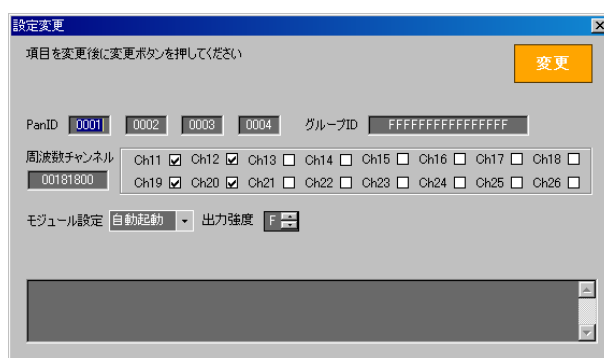 設定変更
項目を変更後に変更ボタンを押してください
変更
PanID 0001 0002 0003 0004 グループID FFFFFFFFFFFFFFFF
周波数チャンネル Ch11 Ch12 Ch13 Ch14 Ch15 Ch16 Ch17 Ch18
00181800 Ch19 Ch20 Ch21 Ch22 Ch23 Ch24 Ch25 Ch26
モジュール設定 自動起動 出力強度 F